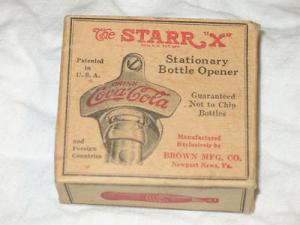 The STARR "X"
Patented
in
U.S.A.
Stationary
Bottle Opener
DRINK
Coca-Cola
Guaranteed
Not to Chip
Bottles
and
Foreign
Countries
Manufactured
Exclusively by
BROWN MFG. CO.
Newport News, Va.